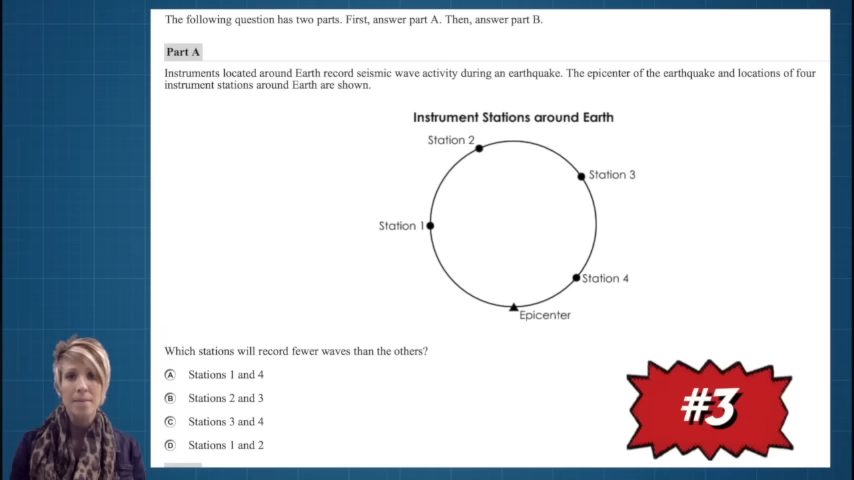 The following question has two parts. First, answer part A. Then, answer part B.
Part A
Instruments located around Earth record seismic wave activity during an earthquake. The epicenter of the earthquake and locations of four
instrument stations around Earth are shown.
Instrument Stations around Earth
Station 2
Station 3
Station 1
Station 4
Epicenter
Which stations will record fewer waves than the others?
A Stations 1 and 4
B Stations 2 and 3
C Stations 3 and 4
D Stations 1 and 2
#3